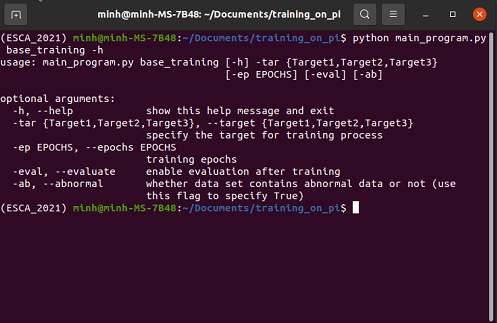 minh@minh-MS-7B48: ~/Documents/training_on_pi
(ESCA_2021) minh@minh-MS-7B48:~/Documents/training_on_pi$ python main_program.py
 base_training -h
usage: main_program.py base_training [-h] -tar {Target1,Target2,Target3}
                                     [-ep EPOCHS] [-eval] [-ab]

optional arguments:
  -h, --help            show this help message and exit
  -tar {Target1,Target2,Target3}, --target {Target1,Target2,Target3}
                        specify the target for training process
  -ep EPOCHS, --epochs EPOCHS
                        training epochs
  -eval, --evaluate     enable evaluation after training
  -ab, --abnormal       whether data set contains abnormal data or not (use
                        this flag to specify True)
(ESCA_2021) minh@minh-MS-7B48:~/Documents/training_on_pi$